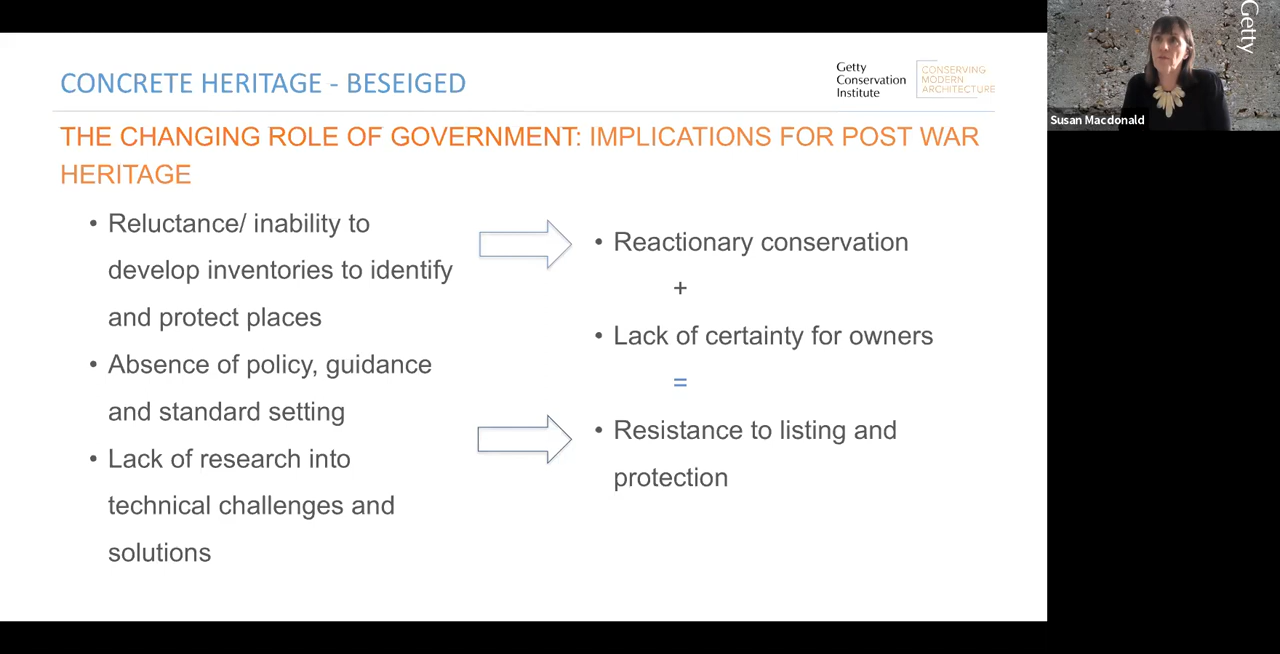 CONCRETE HERITAGE - BESEIGED
Getty
Conservation
Institute
CONSERVING
MODERN
ARCHITECTURE
THE CHANGING ROLE OF GOVERNMENT: IMPLICATIONS FOR POST WAR
HERITAGE
• Reluctance/ inability to
develop inventories to identify
and protect places
• Absence of policy, guidance
and standard setting
• Lack of research into
technical challenges and
solutions
• Reactionary conservation
+
• Lack of certainty for owners
=
• Resistance to listing and
protection
Getty
Susan Macdonald